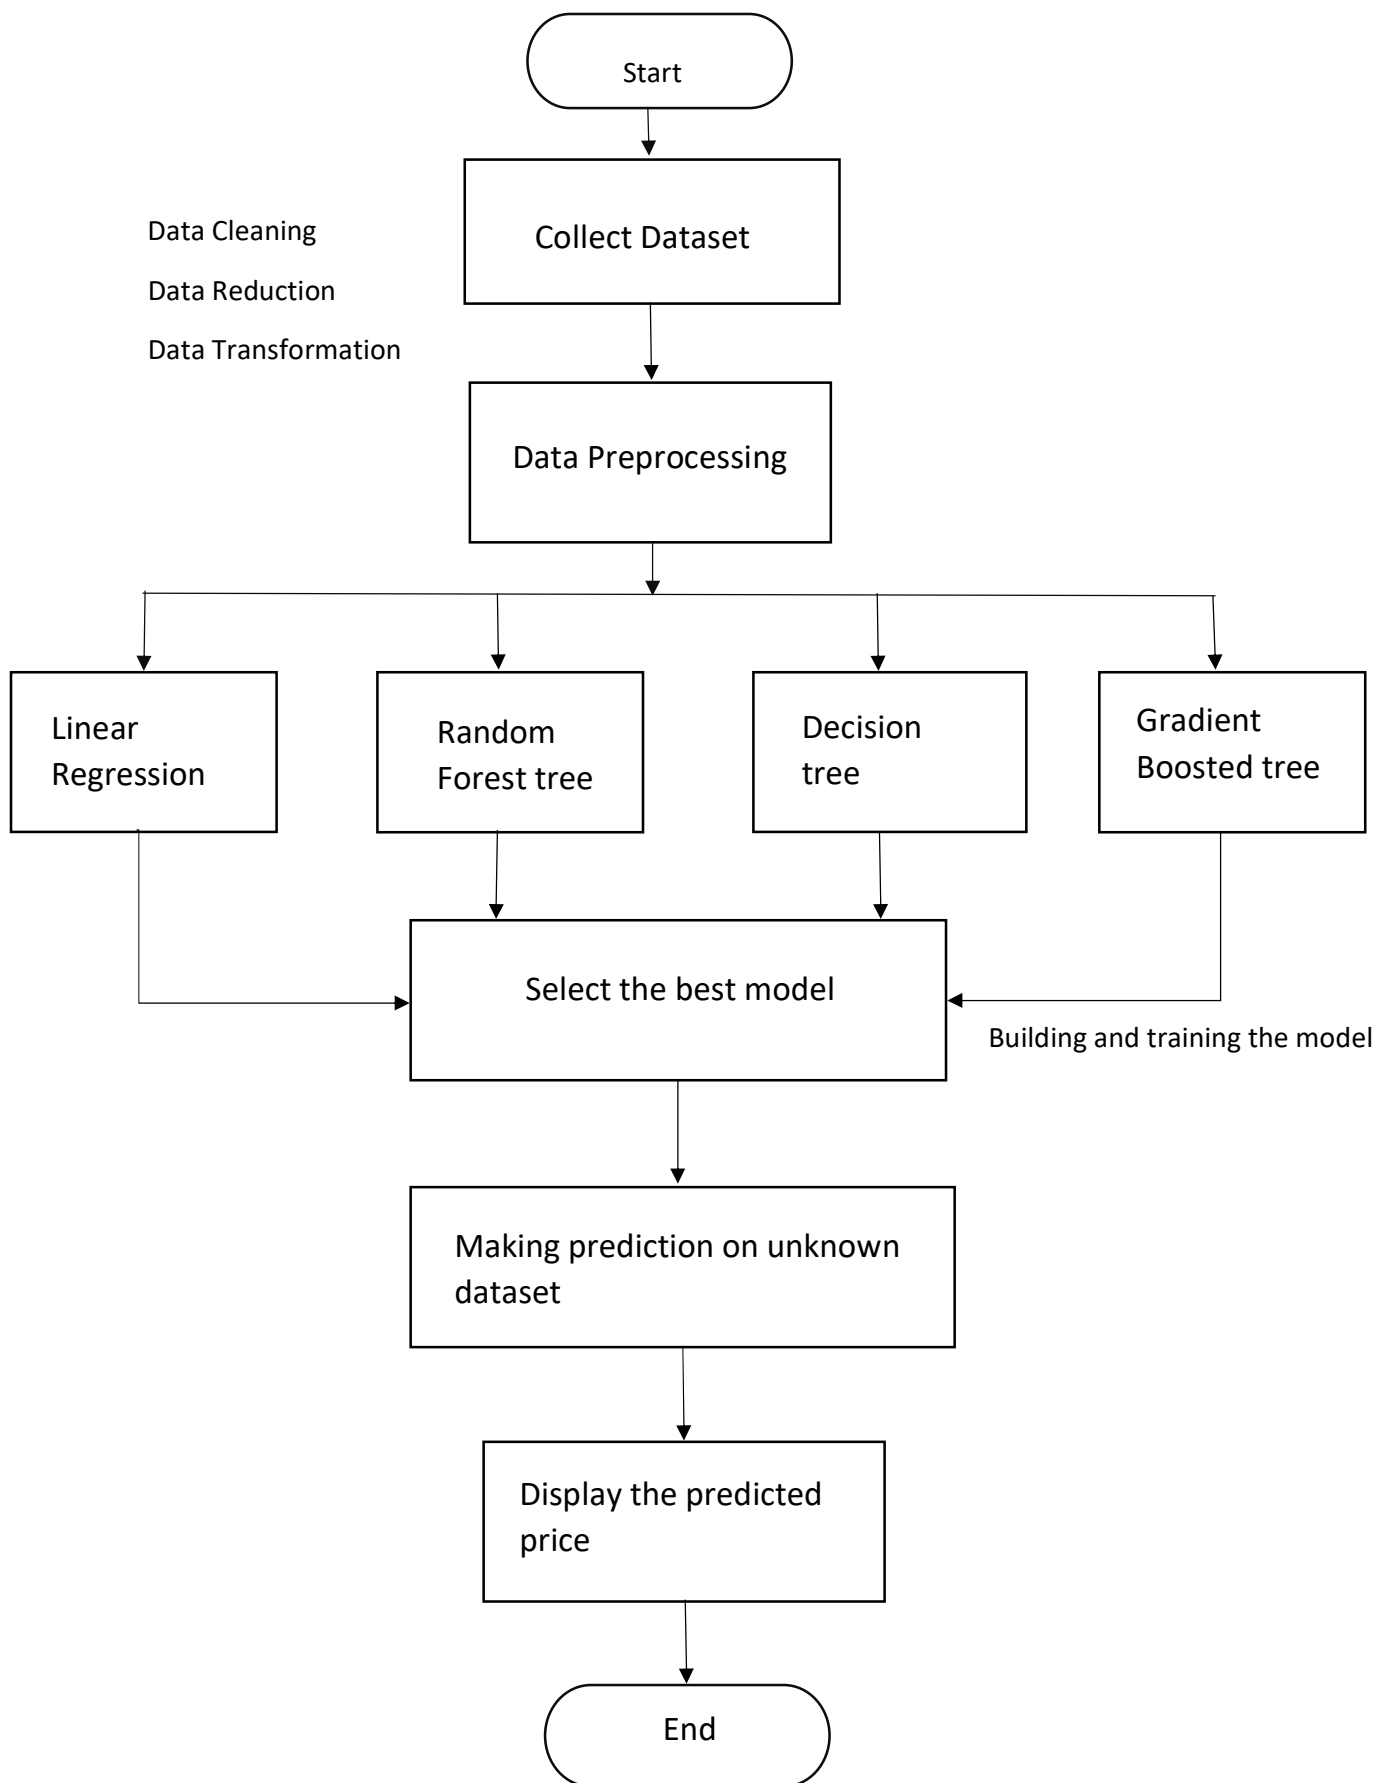 Start
Data Cleaning
Collect Dataset
Data Reduction
Data Transformation
Data Preprocessing
Linear
Regression
Random
Forest tree
Decision
tree
Gradient
Boosted tree
Select the best model
Building and training the model
Making prediction on unknown
dataset
Display the predicted
price
End